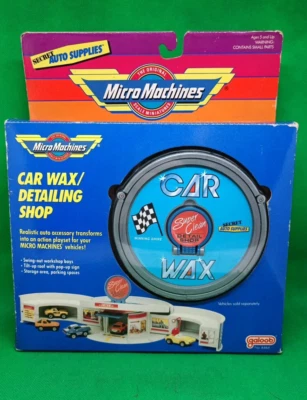 SECRET
AUTO SUPPLIES
Ages 5 and Up
WARNING:
CONTAINS SMALL PARTS
THE ORIGINAL
Micro Machines
SCALE MINIATURES
Micro Machines
CAR WAX/
DETAILING
SHOP
Realistic auto accessory transforms
into an action playset for your
MICRO MACHINES vehicles!
- Swing-out workshop bays
- Tilt-up roof with pop-up sign
- Storage area, parking spaces
CAR
Super
Clean
DETAIL
SHOP
SECRET
AUTO SUPPLIES
WAX
Vehicles sold separately.
galoob